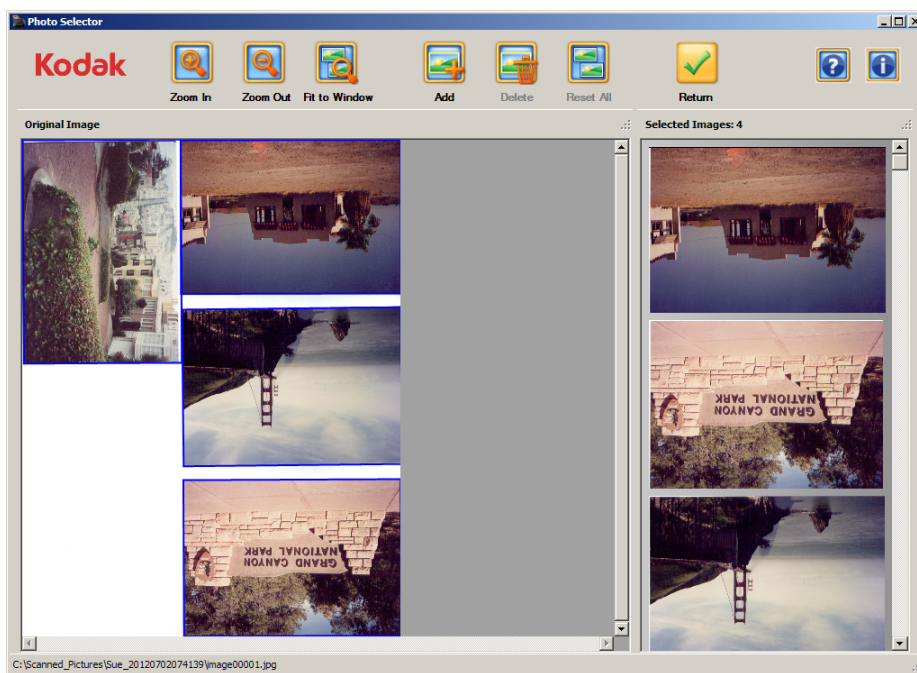 Photo Selector
Kodak
Zoom In
Zoom Out
Fit to Window
Add
Delete
Reset All
Return
Original Image
Selected Images: 4
GRAND CANYON
NATIONAL PARK
GRAND CANYON
NATIONAL PARK
C:\Scanned_Pictures\Sue_20120702074139\image00001.jpg